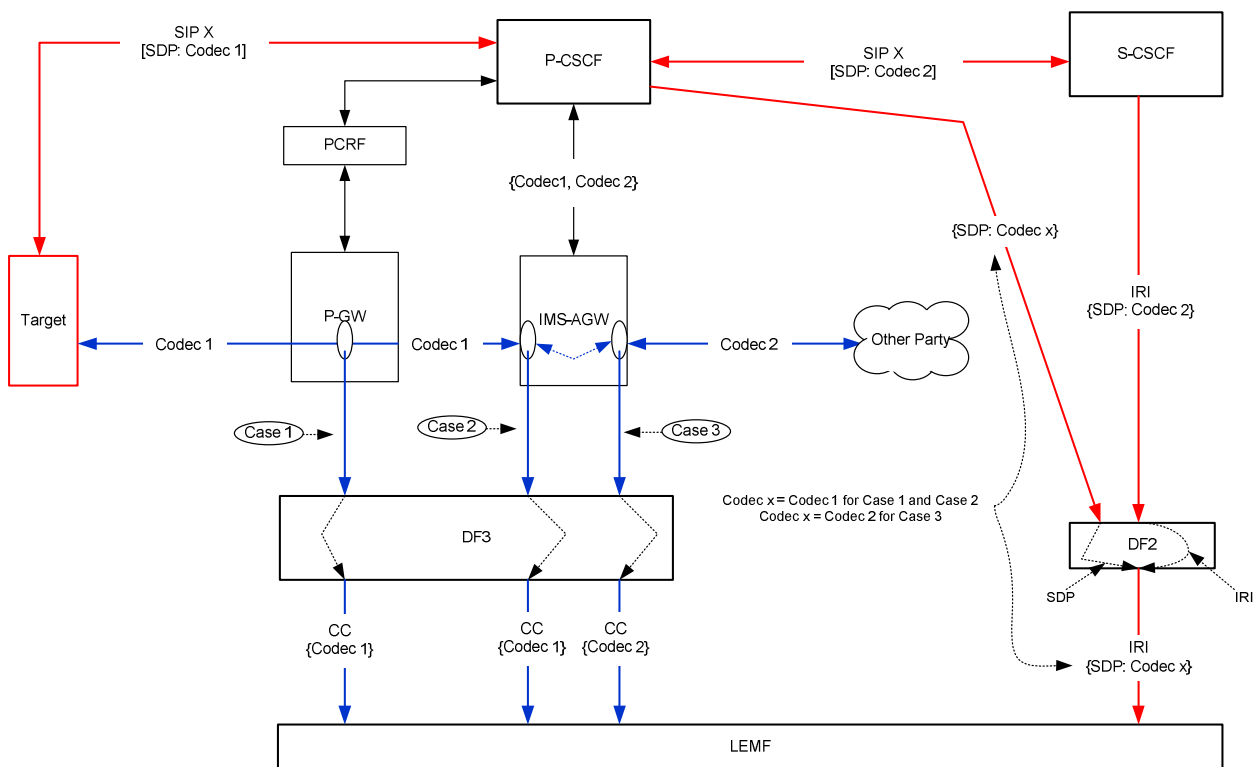 SIP X
[SDP: Codec 1]
P-CSCF
SIP X
[SDP: Codec 2]
S-CSCF
PCRF
{Codec1, Codec 2}
{SDP: Codec x}
Target
P-GW
IMS-AGW
IRI
{SDP: Codec 2}
Codec 1
Codec 1
Codec 2
Other Party
Case 1
Case 2
Case 3
Codec x = Codec 1 for Case 1 and Case 2
Codec x = Codec 2 for Case 3
DF3
DF2
SDP
IRI
CC
{Codec 1}
CC
{Codec 1}
CC
{Codec 2}
IRI
{SDP: Codec x}
LEMF